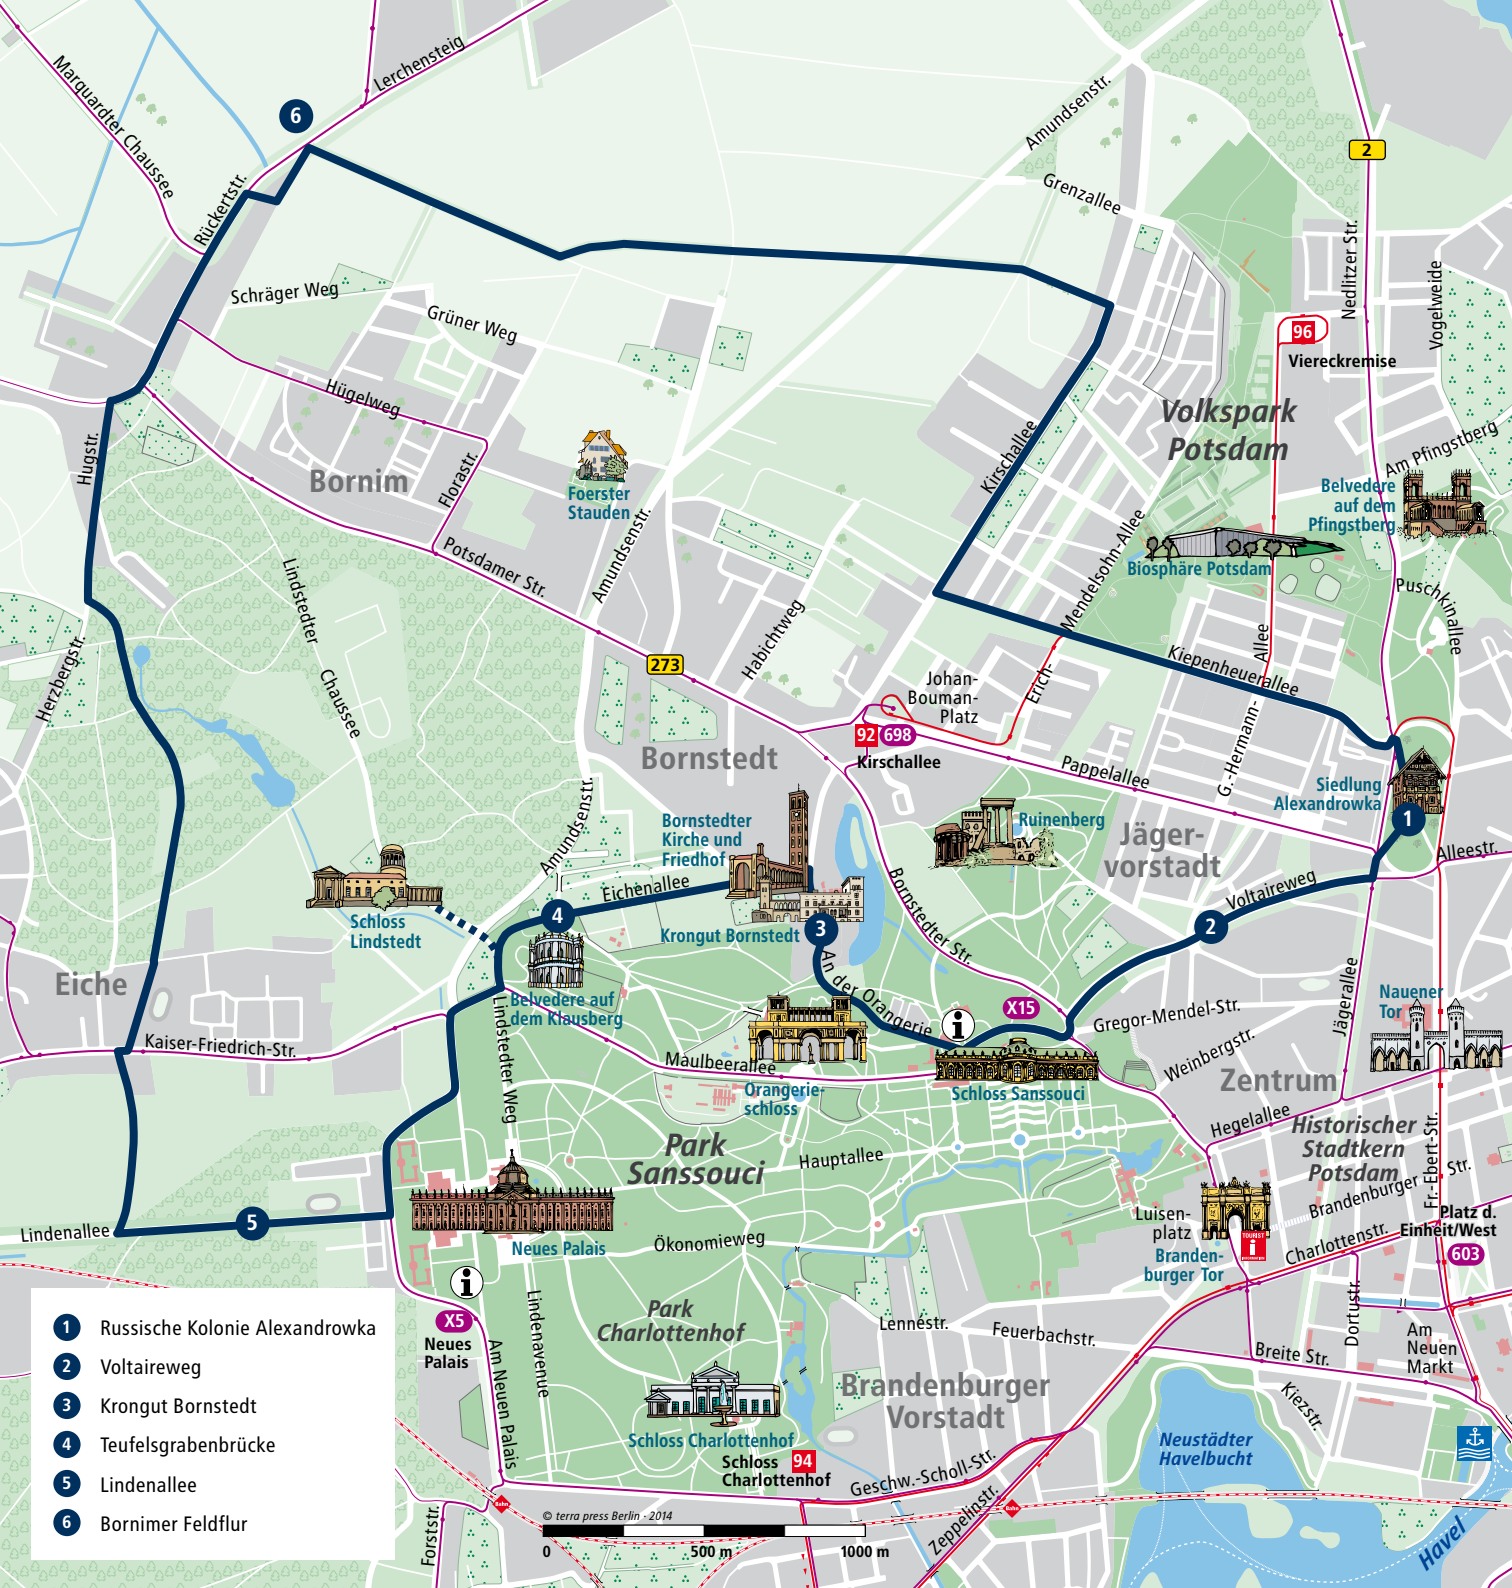 Lerchensteig
Marquardter Chaussee
6
Rückertstr.
Amundsenstr.
Grenzallee
2
Nedlitzer Str.
Vogelweide
96
Viereckremise
Schräger Weg
Grüner Weg
Hügelweg
Hugstr.
Bornim
Florastr.
Foerster
Stauden
Amundsenstr.
Potsdamer Str.
Kirschallee
Volkspark
Potsdam
Am Pfingstberg
Belvedere
auf dem
Pfingstberg
Biosphäre Potsdam
Puschkinallee
Lindstedter
Chaussee
Herzbergstr.
Habichtweg
273
Erich-
Mendelsohn-Allee
Kiepenheuerallee
G.-Hermann-
Allee
Johan-
Bouman-
Platz
92
698
Kirschallee
Bornstedt
Pappelallee
Siedlung
Alexandrowka
1
Ruinenberg
Jäger-
vorstadt
Alleestr.
Amundsenstr.
Bornstedter
Kirche und
Friedhof
Eichenallee
4
Krongut Bornstedt
3
Bornstedter Str.
Voltaireweg
2
Schloss
Lindstedt
Belvedere auf
dem Klausberg
An der Orangerie
i
X15
Gregor-Mendel-Str.
Weinbergstr.
Jägerallee
Nauener
Tor
Eiche
Kaiser-Friedrich-Str.
Lindstedter Weg
Maulbeerallee
Orangerie-
schloss
Schloss Sanssouci
Zentrum
Hegelallee
Historischer
Stadtkern
Potsdam
Park
Sanssouci
Hauptallee
Fr.-Ebert-Str.
Brandenburger Str.
Luisen-
platz
Branden-
burger Tor
TOURIST
i
Charlottenstr.
Platz d.
Einheit/West
603
Lindenallee
5
Neues Palais
Ökonomieweg
i
X5
Neues
Palais
Lindenavenue
Am Neuen Palais
Park
Charlottenhof
Lennéstr.
Feuerbachstr.
Dortustr.
Breite Str.
Am
Neuen
Markt
Kiezstr.
Brandenburger
Vorstadt
Schloss Charlottenhof
Schloss
Charlottenhof
94
Geschw.-Scholl-Str.
Zeppelinstr.
Neustädter
Havelbucht
Havel
Bahn
Bahn
Forststr.
© terra press Berlin · 2014
0
500 m
1000 m
1 Russische Kolonie Alexandrowka
2 Voltaireweg
3 Krongut Bornstedt
4 Teufelsgrabenbrücke
5 Lindenallee
6 Bornimer Feldflur